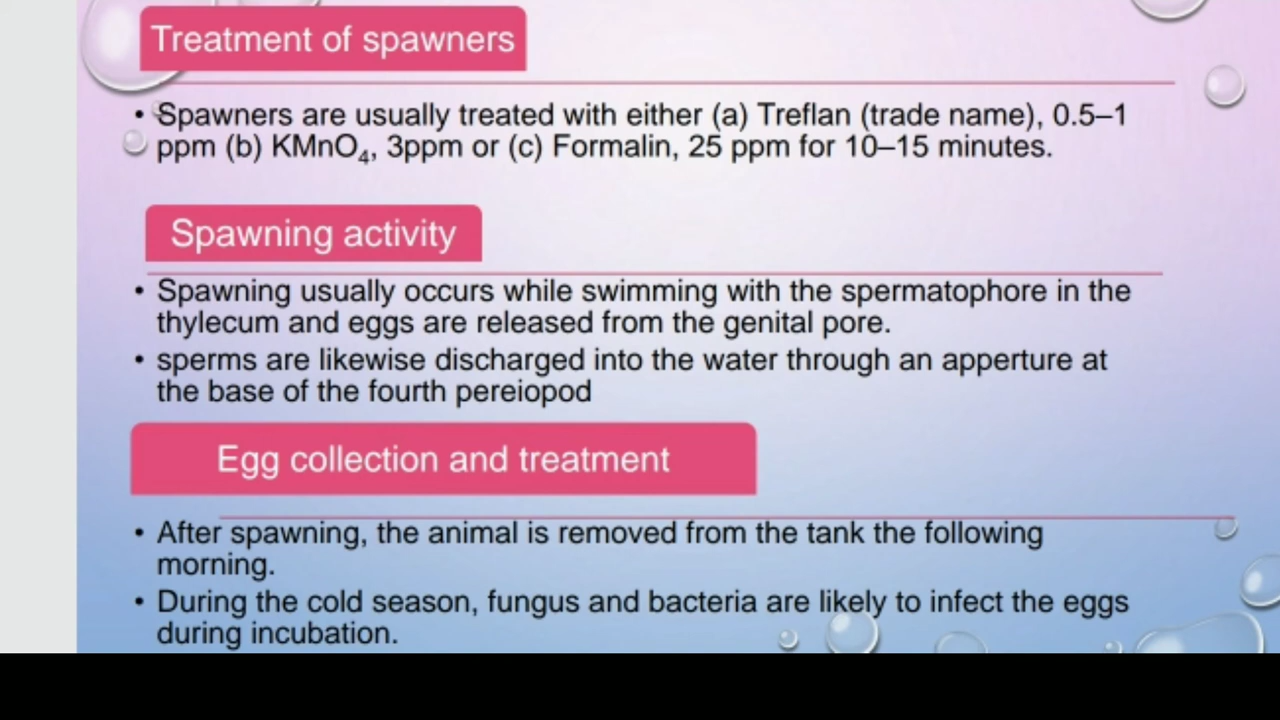 Treatment of spawners
• Spawners are usually treated with either (a) Treflan (trade name), 0.5–1
ppm (b) KMnO₄, 3ppm or (c) Formalin, 25 ppm for 10–15 minutes.
Spawning activity
• Spawning usually occurs while swimming with the spermatophore in the
thylecum and eggs are released from the genital pore.
• sperms are likewise discharged into the water through an apperture at
the base of the fourth pereiopod
Egg collection and treatment
• After spawning, the animal is removed from the tank the following
morning.
• During the cold season, fungus and bacteria are likely to infect the eggs
during incubation.